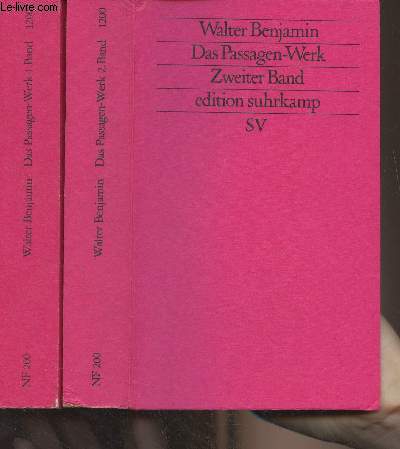 Le-livre.com
Walter Benjamin
Das Passagen-Werk
Zweiter Band
edition suhrkamp
SV
Walter Benjamin Das Passagen-Werk 1. Band 1200
NF 200
Walter Benjamin Das Passagen-Werk 2. Band 1200
NF 200